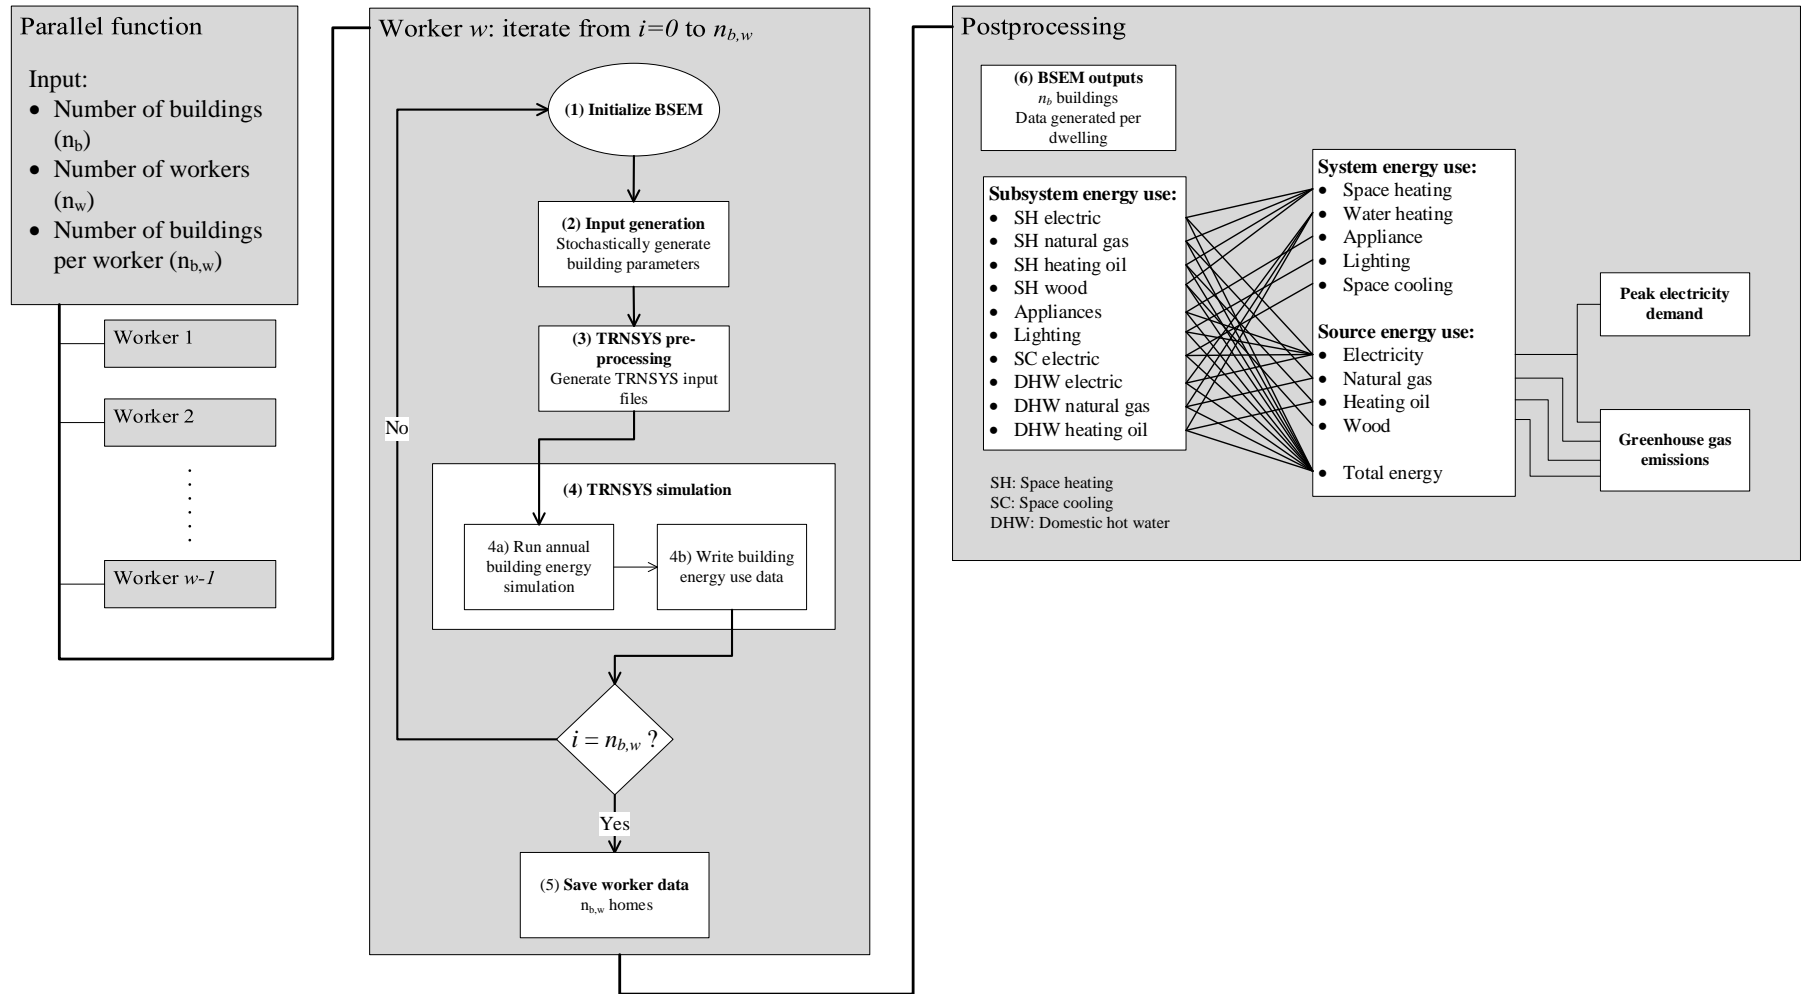 Parallel function
Input:
• Number of buildings
(n_b)
• Number of workers
(n_w)
• Number of buildings
per worker (n_b,w)
Worker 1
Worker 2
Worker w-1
Worker w: iterate from i=0 to n_b,w
(1) Initialize BSEM
(2) Input generation
Stochastically generate
building parameters
(3) TRNSYS pre-
processing
Generate TRNSYS input
files
No
(4) TRNSYS simulation
4a) Run annual
building energy
simulation
4b) Write building
energy use data
i = n_b,w ?
Yes
(5) Save worker data
n_b,w homes
Postprocessing
(6) BSEM outputs
n_b buildings
Data generated per
dwelling
Subsystem energy use:
• SH electric
• SH natural gas
• SH heating oil
• SH wood
• Appliances
• Lighting
• SC electric
• DHW electric
• DHW natural gas
• DHW heating oil
SH: Space heating
SC: Space cooling
DHW: Domestic hot water
System energy use:
• Space heating
• Water heating
• Appliance
• Lighting
• Space cooling
Source energy use:
• Electricity
• Natural gas
• Heating oil
• Wood
• Total energy
Peak electricity
demand
Greenhouse gas
emissions